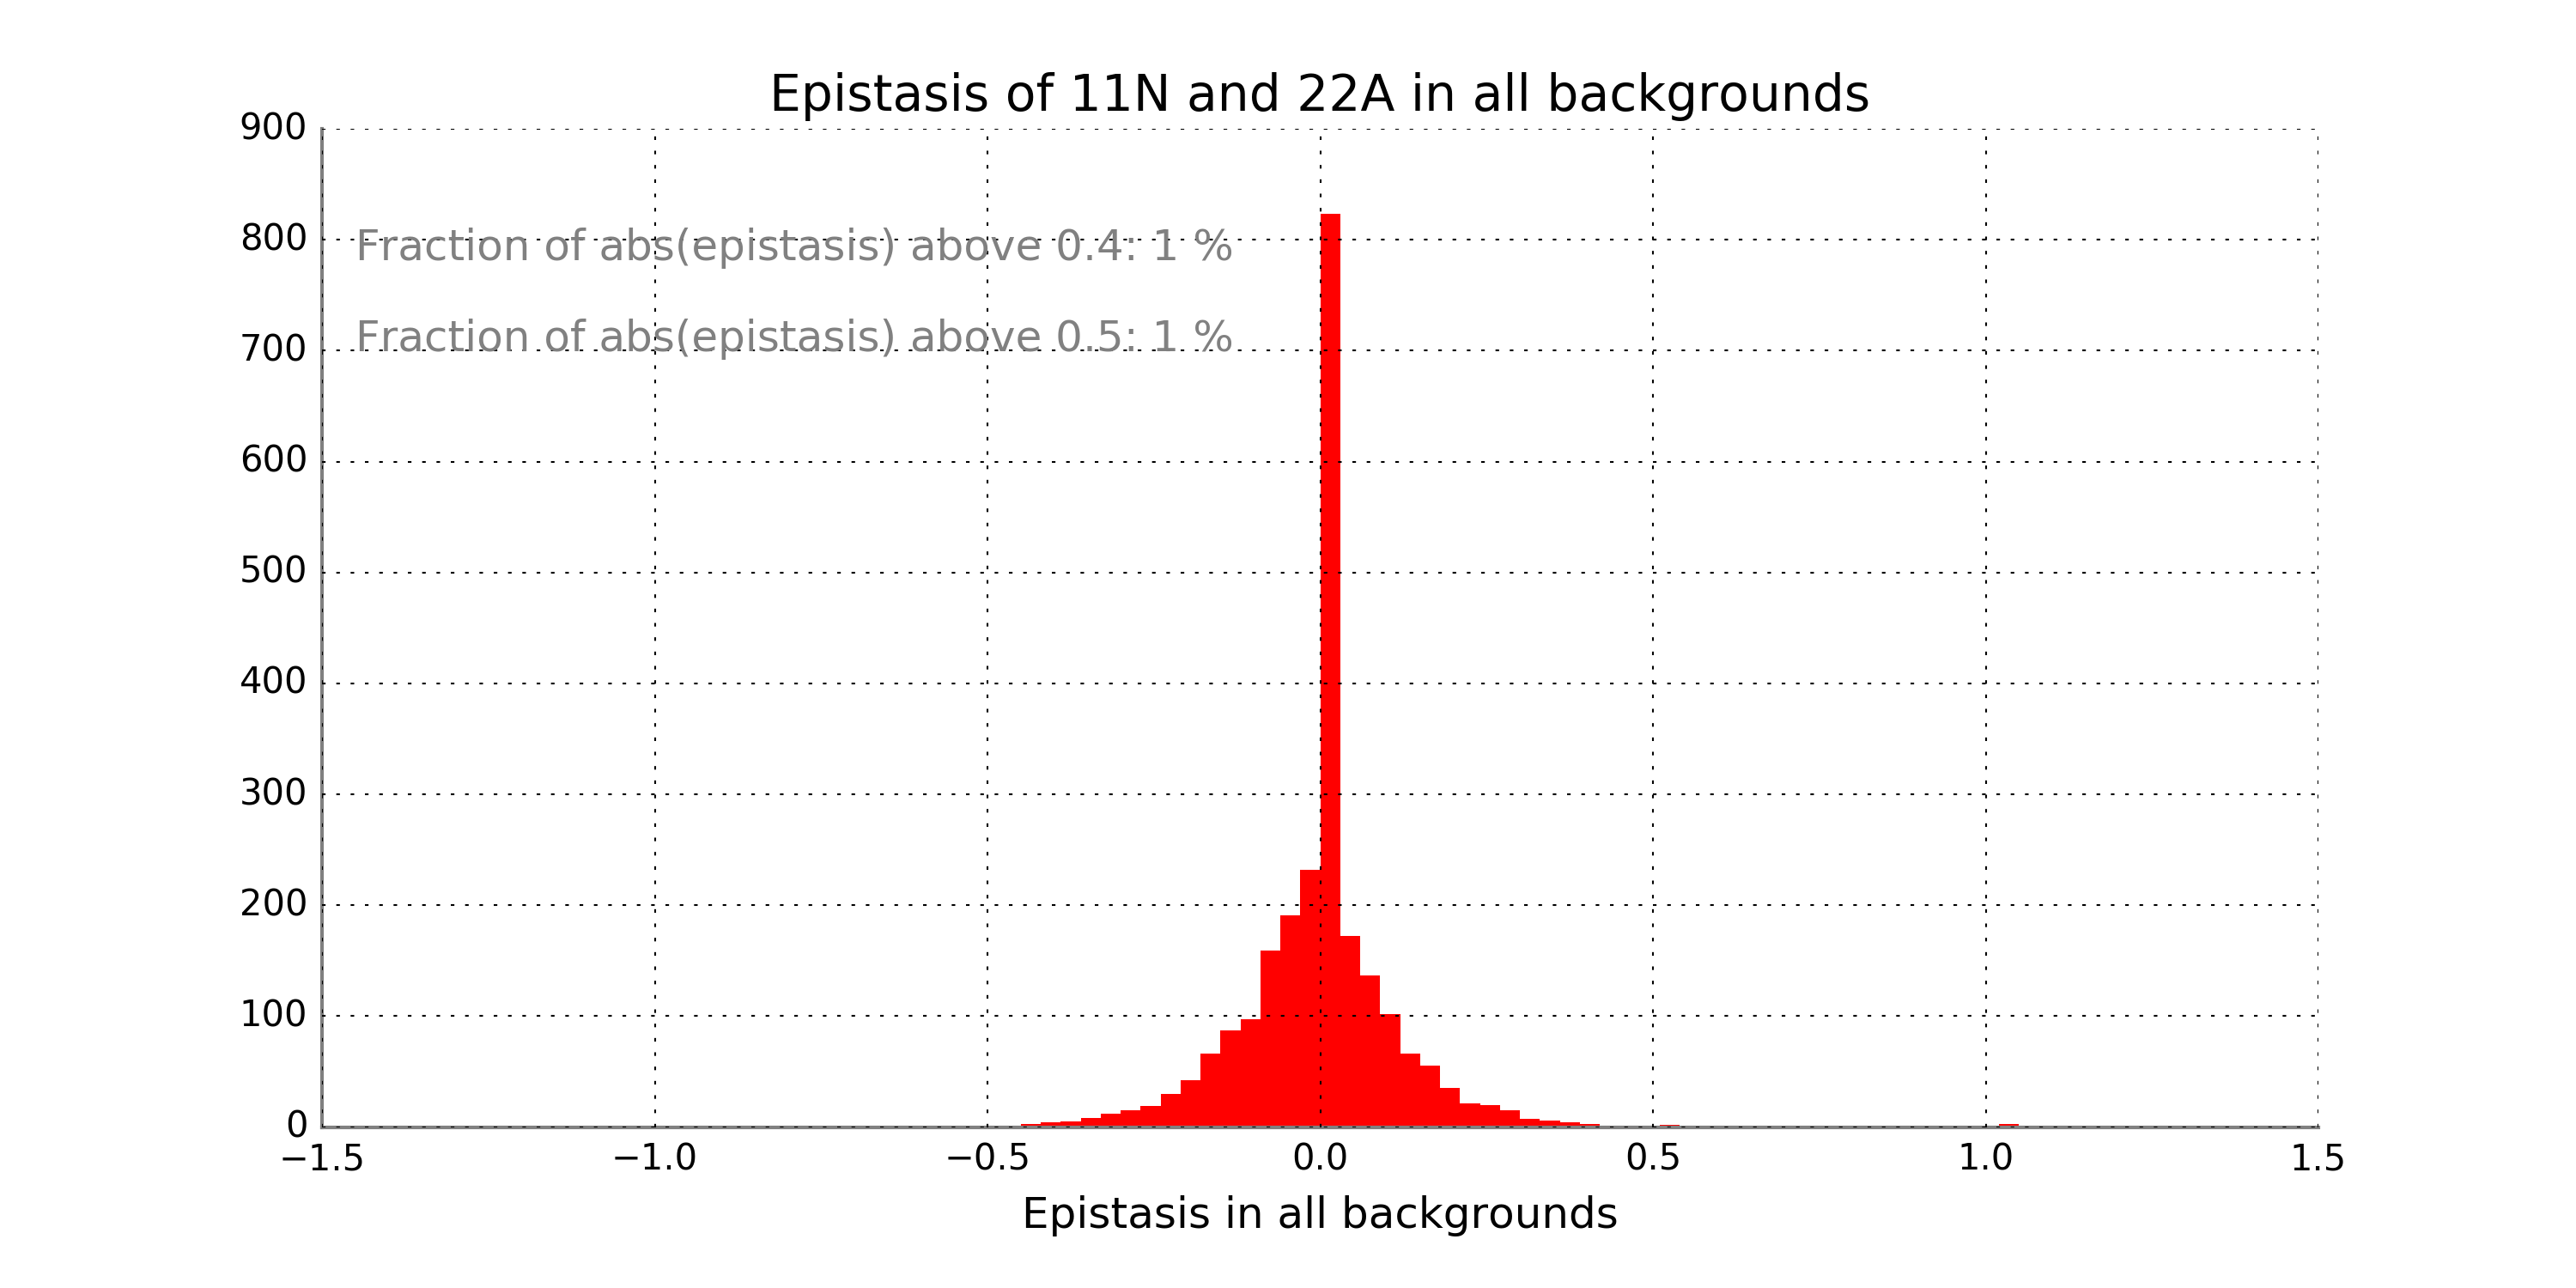 Epistasis of 11N and 22A in all backgrounds
900
800
Fraction of abs(epistasis) above 0.4: 1 %
Fraction of abs(epistasis) above 0.5: 1 %
700
600
500
400
300
200
100
0
−1.5 −1.0 −0.5 0.0 0.5 1.0 1.5
Epistasis in all backgrounds